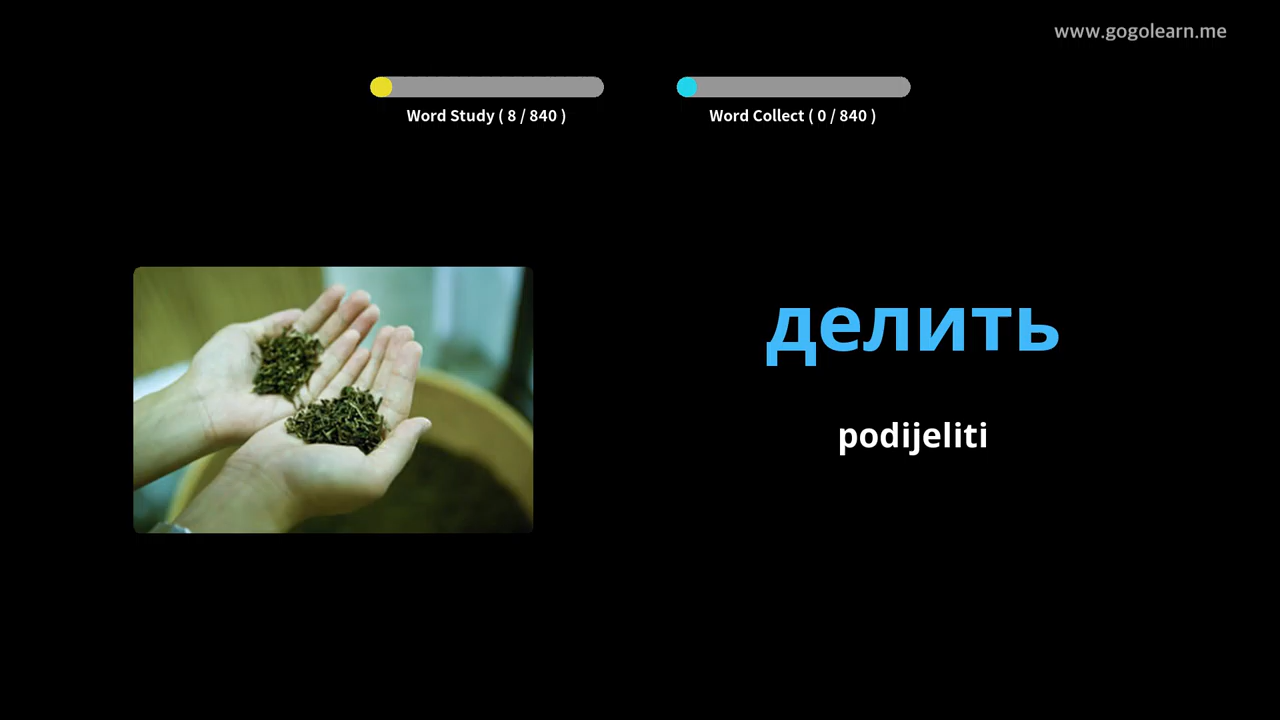 www.gogolearn.me
Word Study ( 8 / 840 )
Word Collect ( 0 / 840 )
делить
podijeliti